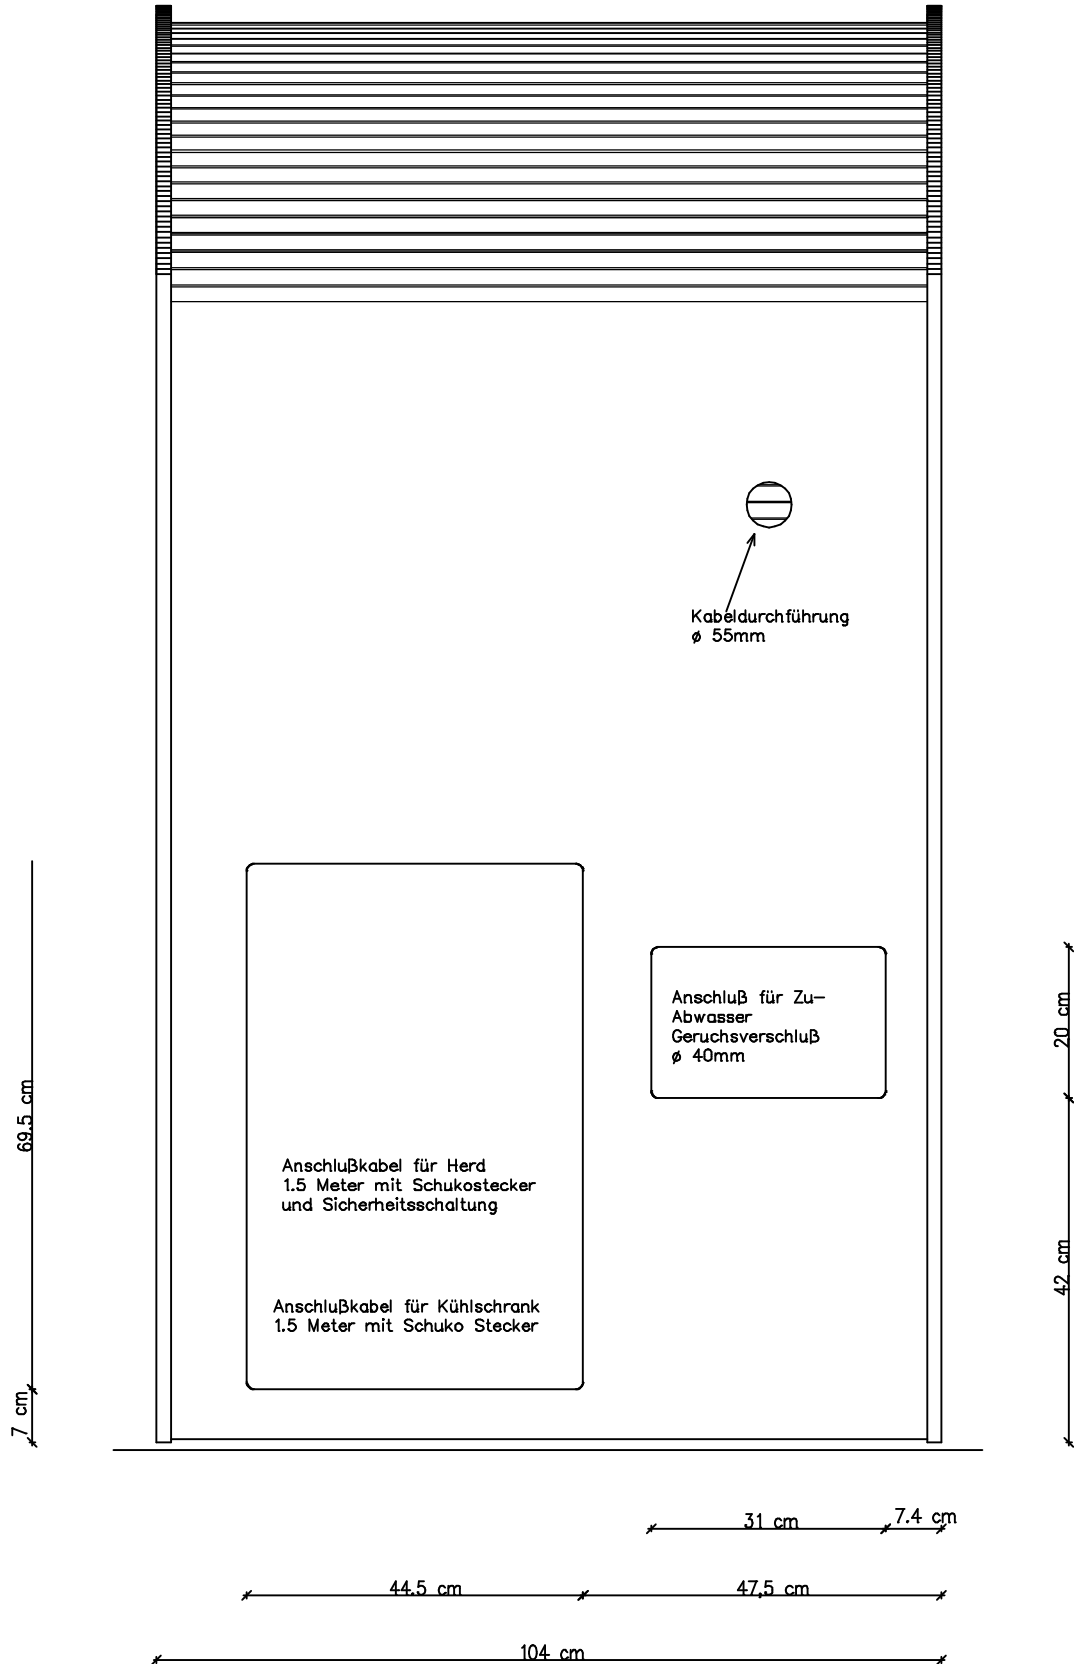 Kabeldurchführung
ø 55mm
Anschluß für Zu-
Abwasser
Geruchsverschluß
ø 40mm
20 cm
69.5 cm
Anschlußkabel für Herd
1.5 Meter mit Schukostecker
und Sicherheitsschaltung
42 cm
Anschlußkabel für Kühlschrank
1.5 Meter mit Schuko Stecker
7 cm
31 cm
7.4 cm
44.5 cm
47,5 cm
104 cm